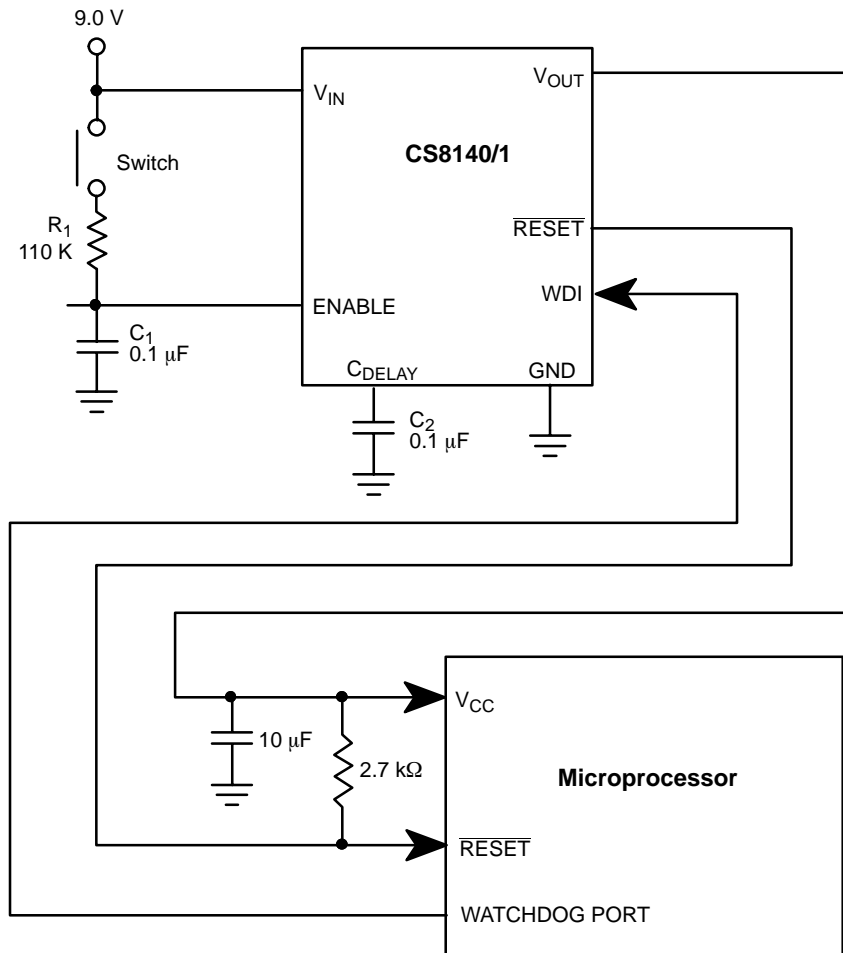 9.0 V
V_IN
V_OUT
CS8140/1
Switch
R_1
110 K
RESET
WDI
ENABLE
C_1
0.1 μF
C_DELAY
GND
C_2
0.1 μF
V_CC
10 μF
2.7 kΩ
Microprocessor
RESET
WATCHDOG PORT